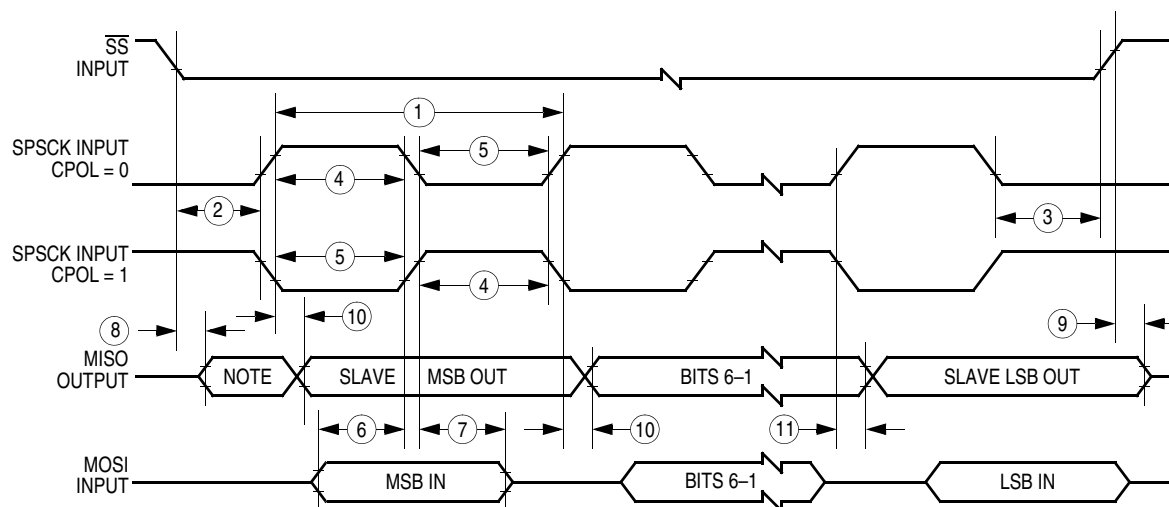 SS
INPUT
1
SPSCK INPUT
CPOL = 0
5
4
2
3
SPSCK INPUT
CPOL = 1
5
4
8
10
9
MISO
OUTPUT
NOTE
SLAVE MSB OUT
BITS 6–1
SLAVE LSB OUT
6
7
10
11
MOSI
INPUT
MSB IN
BITS 6–1
LSB IN